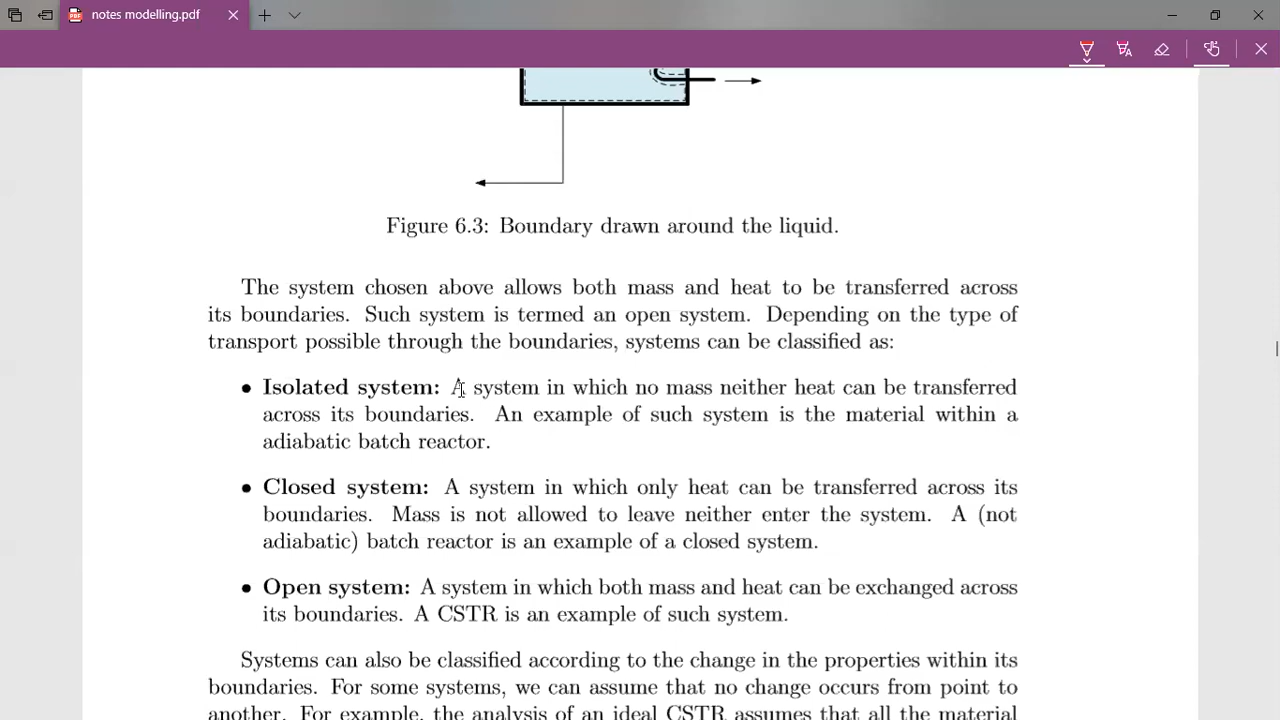 notes modelling.pdf
Figure 6.3: Boundary drawn around the liquid.
The system chosen above allows both mass and heat to be transferred across
its boundaries. Such system is termed an open system. Depending on the type of
transport possible through the boundaries, systems can be classified as:
• Isolated system: A system in which no mass neither heat can be transferred
across its boundaries. An example of such system is the material within a
adiabatic batch reactor.
• Closed system: A system in which only heat can be transferred across its
boundaries. Mass is not allowed to leave neither enter the system. A (not
adiabatic) batch reactor is an example of a closed system.
• Open system: A system in which both mass and heat can be exchanged across
its boundaries. A CSTR is an example of such system.
Systems can also be classified according to the change in the properties within its
boundaries. For some systems, we can assume that no change occurs from point to
another. For example, the analysis of an ideal CSTR assumes that all the material